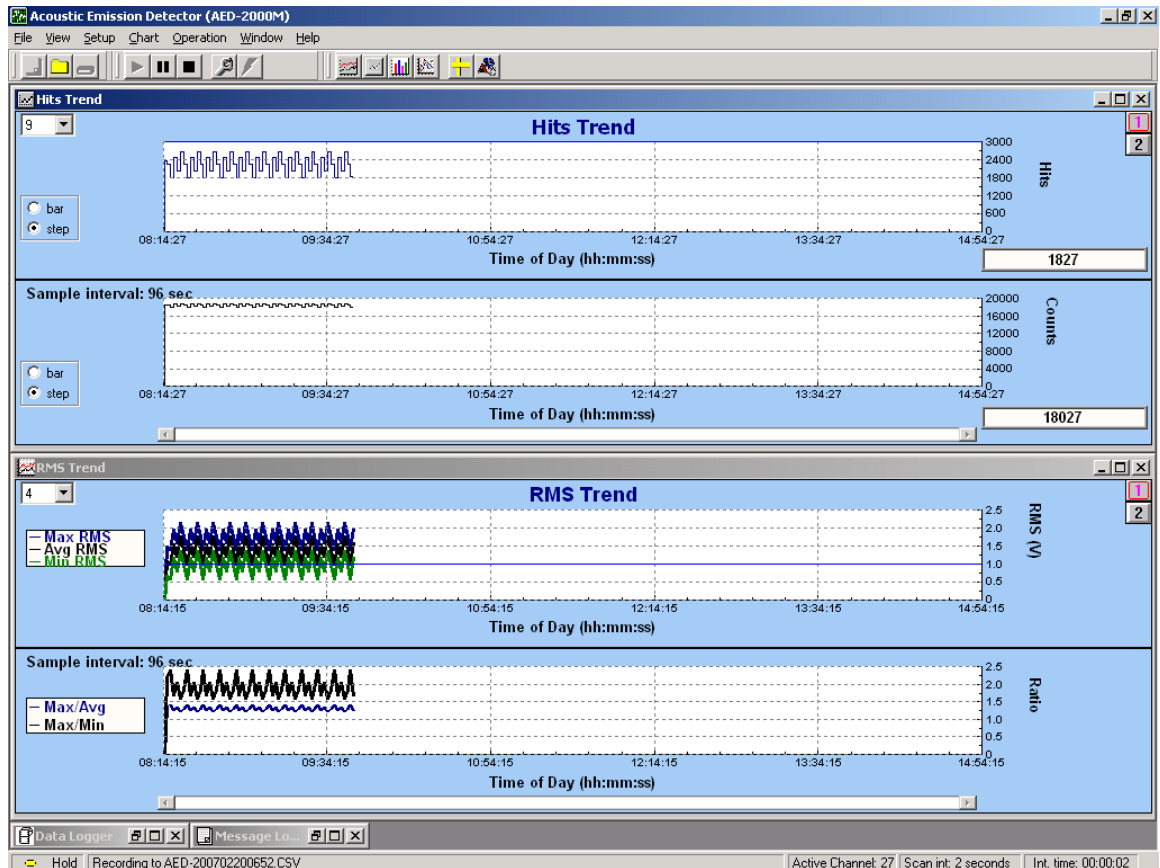 Acoustic Emission Detector (AED-2000M)
File View Setup Chart Operation Window Help
Hits Trend
9
Hits Trend
1
2
3000
2400
1800
1200
600
0
Hits
bar
step
08:14:27 09:34:27 10:54:27 12:14:27 13:34:27 14:54:27
Time of Day (hh:mm:ss)
1827
Sample interval: 96 sec
20000
16000
12000
8000
4000
0
Counts
bar
step
08:14:27 09:34:27 10:54:27 12:14:27 13:34:27 14:54:27
Time of Day (hh:mm:ss)
18027
RMS Trend
4
RMS Trend
1
2
Max RMS
Avg RMS
Min RMS
2.5
2.0
1.5
1.0
0.5
0
RMS (V)
08:14:15 09:34:15 10:54:15 12:14:15 13:34:15 14:54:15
Time of Day (hh:mm:ss)
Sample interval: 96 sec
Max/Avg
Max/Min
2.5
2.0
1.5
1.0
0.5
0
Ratio
08:14:15 09:34:15 10:54:15 12:14:15 13:34:15 14:54:15
Time of Day (hh:mm:ss)
Data Logger Message Lo...
Hold Recording to AED-200702200652.CSV Active Channel: 27 Scan int: 2 seconds Int. time: 00:00:02